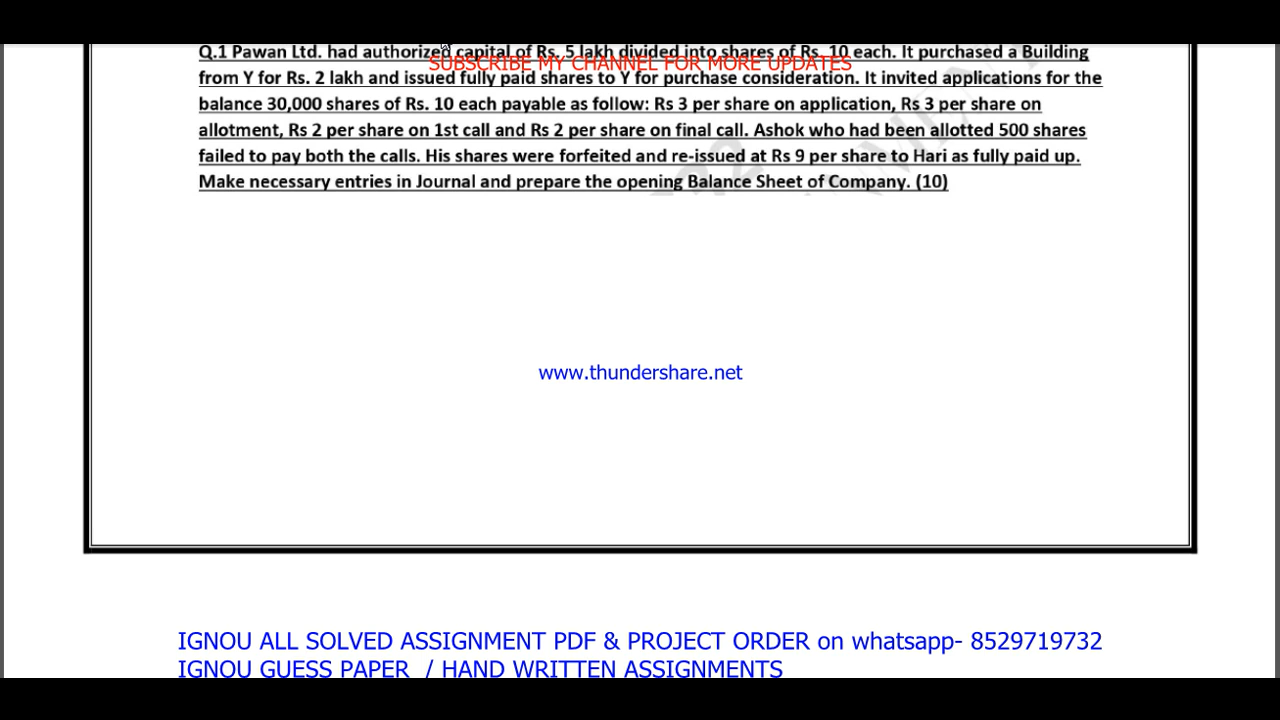 Q.1 Pawan Ltd. had authorized capital of Rs. 5 lakh divided into shares of Rs. 10 each. It purchased a Building
SUBSCRIBE MY CHANNEL FOR MORE UPDATES
from Y for Rs. 2 lakh and issued fully paid shares to Y for purchase consideration. It invited applications for the
balance 30,000 shares of Rs. 10 each payable as follow: Rs 3 per share on application, Rs 3 per share on
allotment, Rs 2 per share on 1st call and Rs 2 per share on final call. Ashok who had been allotted 500 shares
failed to pay both the calls. His shares were forfeited and re-issued at Rs 9 per share to Hari as fully paid up.
Make necessary entries in Journal and prepare the opening Balance Sheet of Company. (10)
www.thundershare.net
IGNOU ALL SOLVED ASSIGNMENT PDF & PROJECT ORDER on whatsapp- 8529719732
IGNOU GUESS PAPER / HAND WRITTEN ASSIGNMENTS